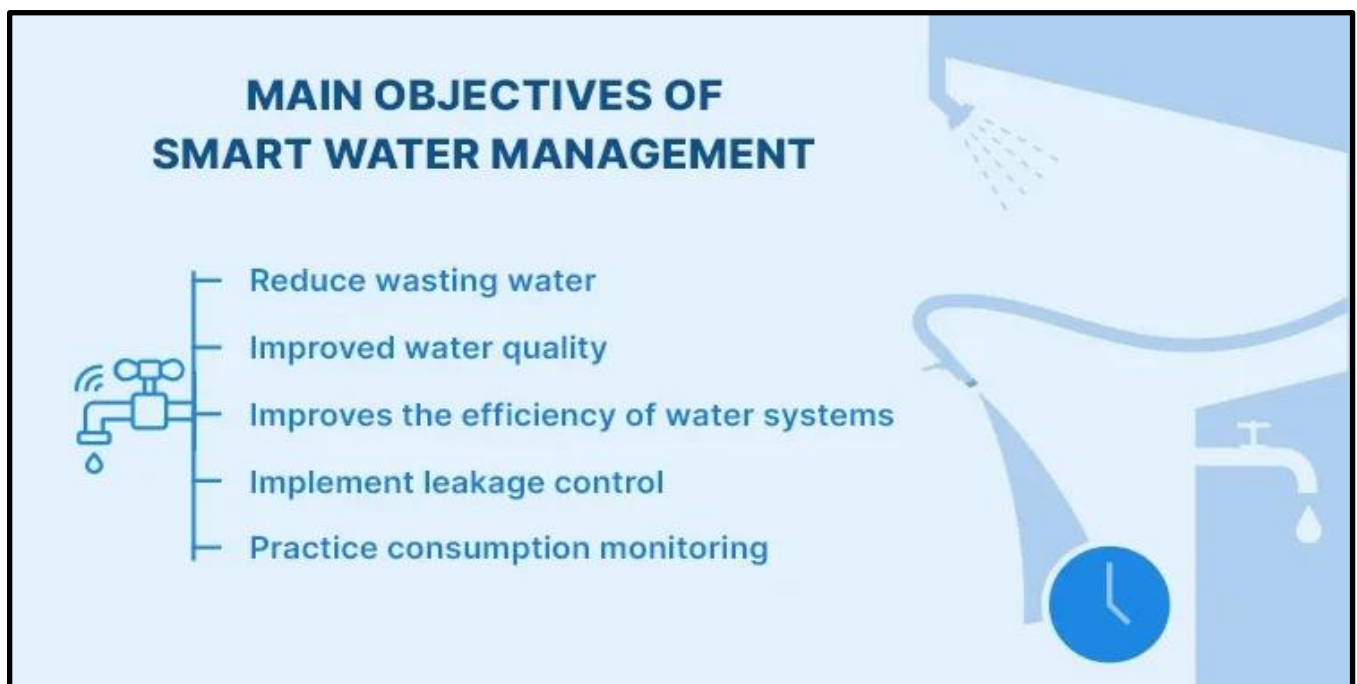 MAIN OBJECTIVES OF
SMART WATER MANAGEMENT
Reduce wasting water
Improved water quality
Improves the efficiency of water systems
Implement leakage control
Practice consumption monitoring